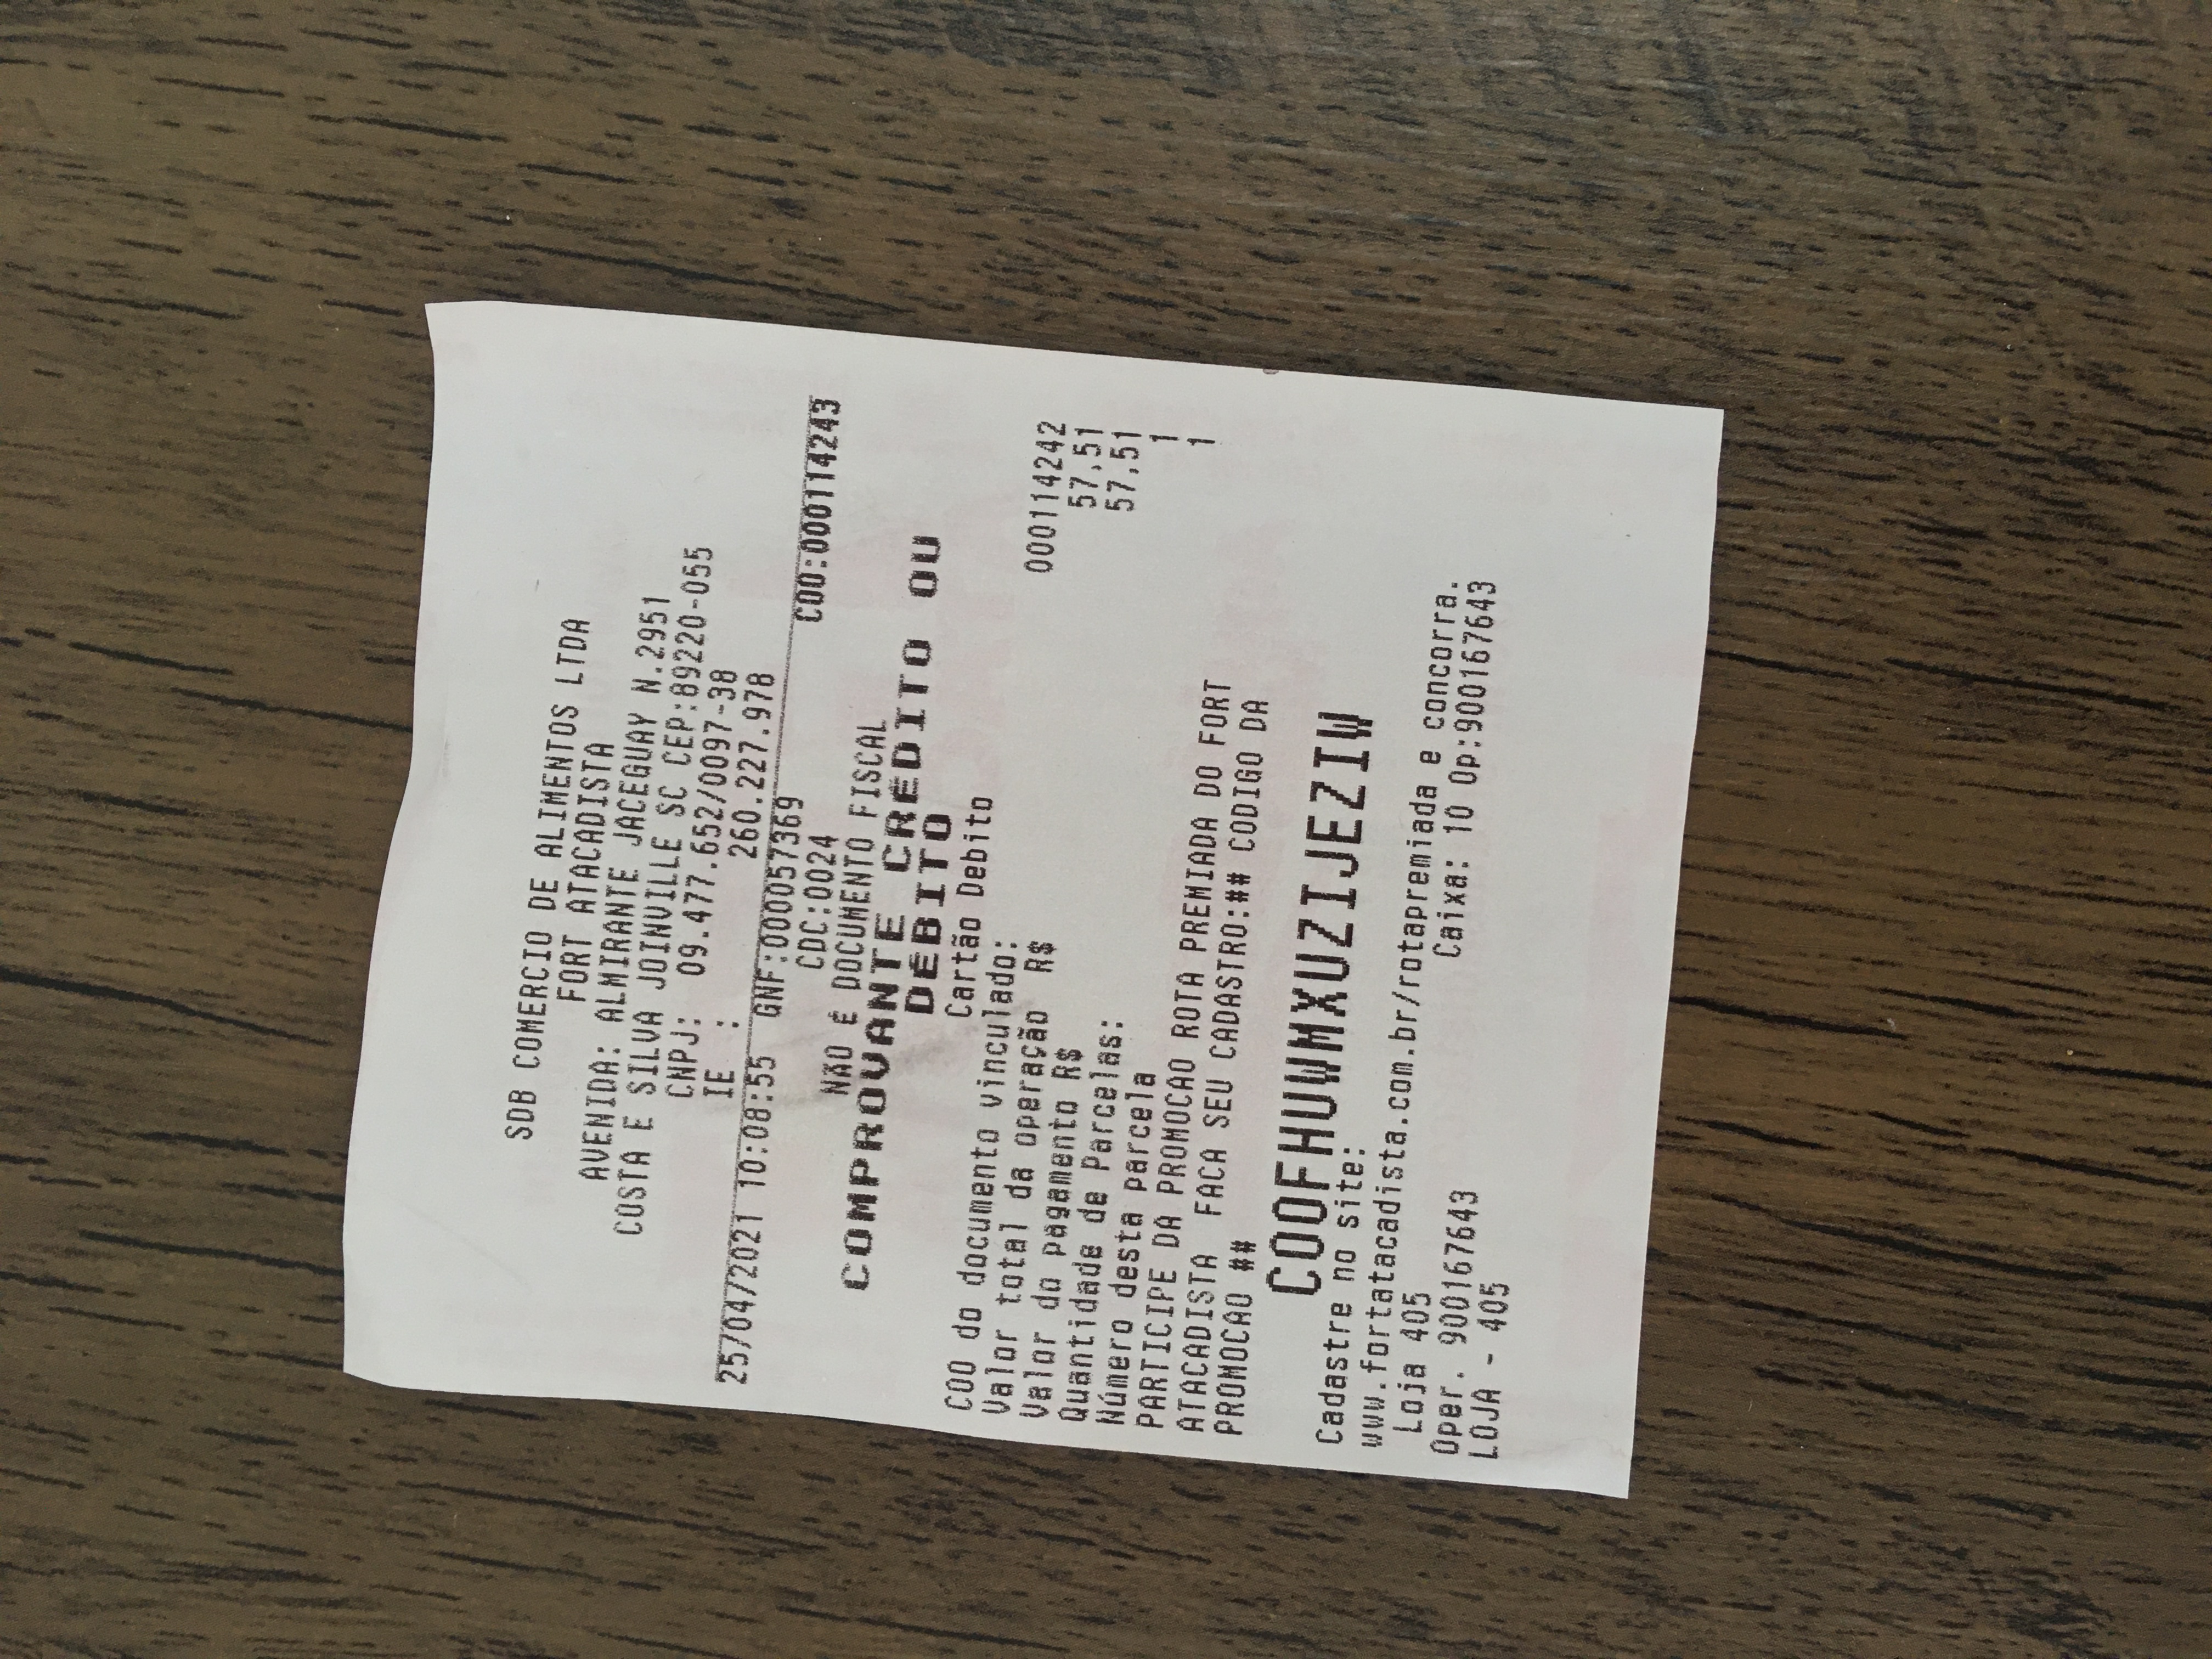 SDB COMERCIO DE ALIMENTOS LTDA
FORT ATACADISTA
AVENIDA: ALMIRANTE JACEGUAY N.2951
COSTA E SILVA JOINVILLE SC CEP:89220-055
CNPJ: 09.477.652/0097-38
IE : 260.227.978
25/04/2021 10:08:55 GNF:000057369 COO:000114243
CDC:0024
NÃO É DOCUMENTO FISCAL
COMPROVANTE CRÉDITO OU
DÉBITO
Cartão Debito
COO do documento vinculado: 000114242
Valor total da operação R$ 57,51
Valor do pagamento R$ 57,51
Quantidade de Parcelas: 1
Número desta parcela 1
PARTICIPE DA PROMOCAO ROTA PREMIADA DO FORT
ATACADISTA FACA SEU CADASTRO:## CODIGO DA
PROMOCAO ##
COOFHUWMXUZIJEZIW
Cadastre no site:
www.fortatacadista.com.br/rotapremiada e concorra.
Loja 405 Caixa: 10 Op:900167643
Oper. 900167643
LOJA - 405